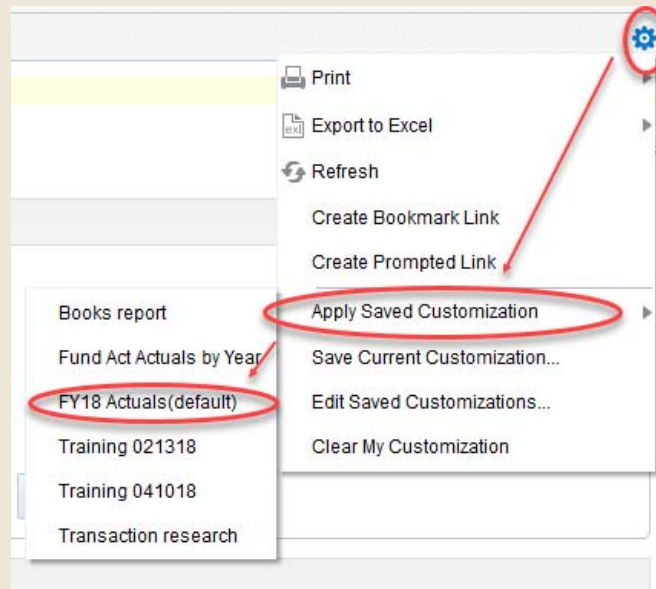 Print
Export to Excel
Refresh
Create Bookmark Link
Create Prompted Link
Apply Saved Customization
Save Current Customization...
Edit Saved Customizations...
Clear My Customization
Books report
Fund Act Actuals by Year
FY18 Actuals(default)
Training 021318
Training 041018
Transaction research